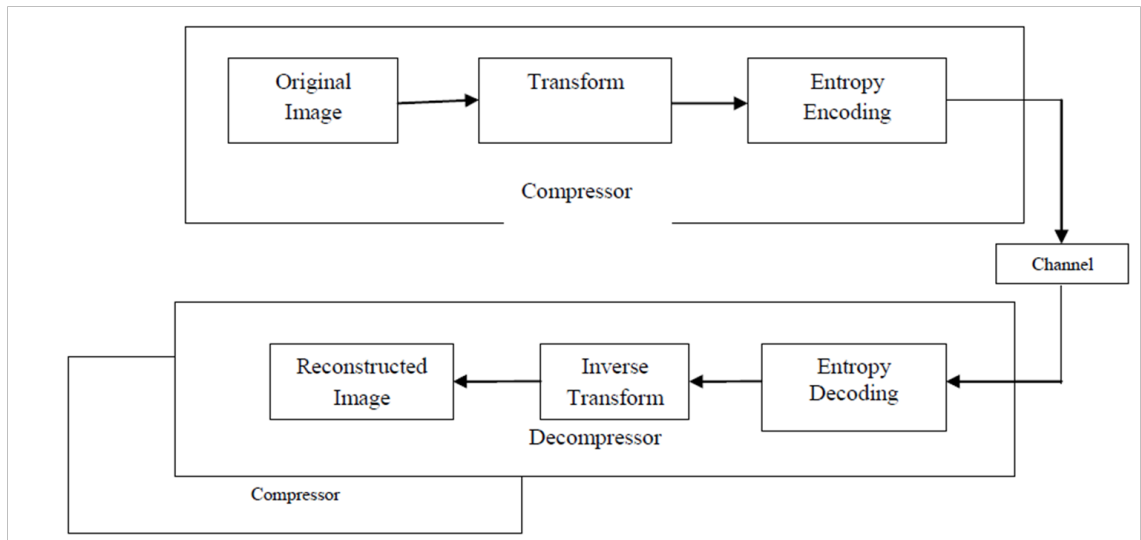 Original
Image
Transform
Entropy
Encoding
Compressor
Channel
Reconstructed
Image
Inverse
Transform
Entropy
Decoding
Decompressor
Compressor